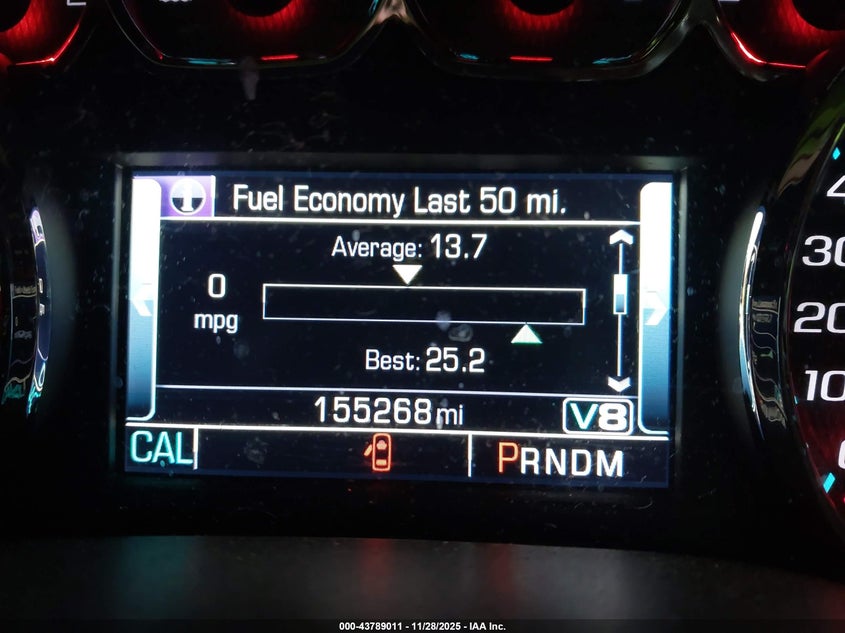 Fuel Economy Last 50 mi.
Average: 13.7
0
mpg
Best: 25.2
155268 mi
V8
CAL
PRNDM
30
20
10
000-43789011 - 11/28/2025 - IAA Inc.